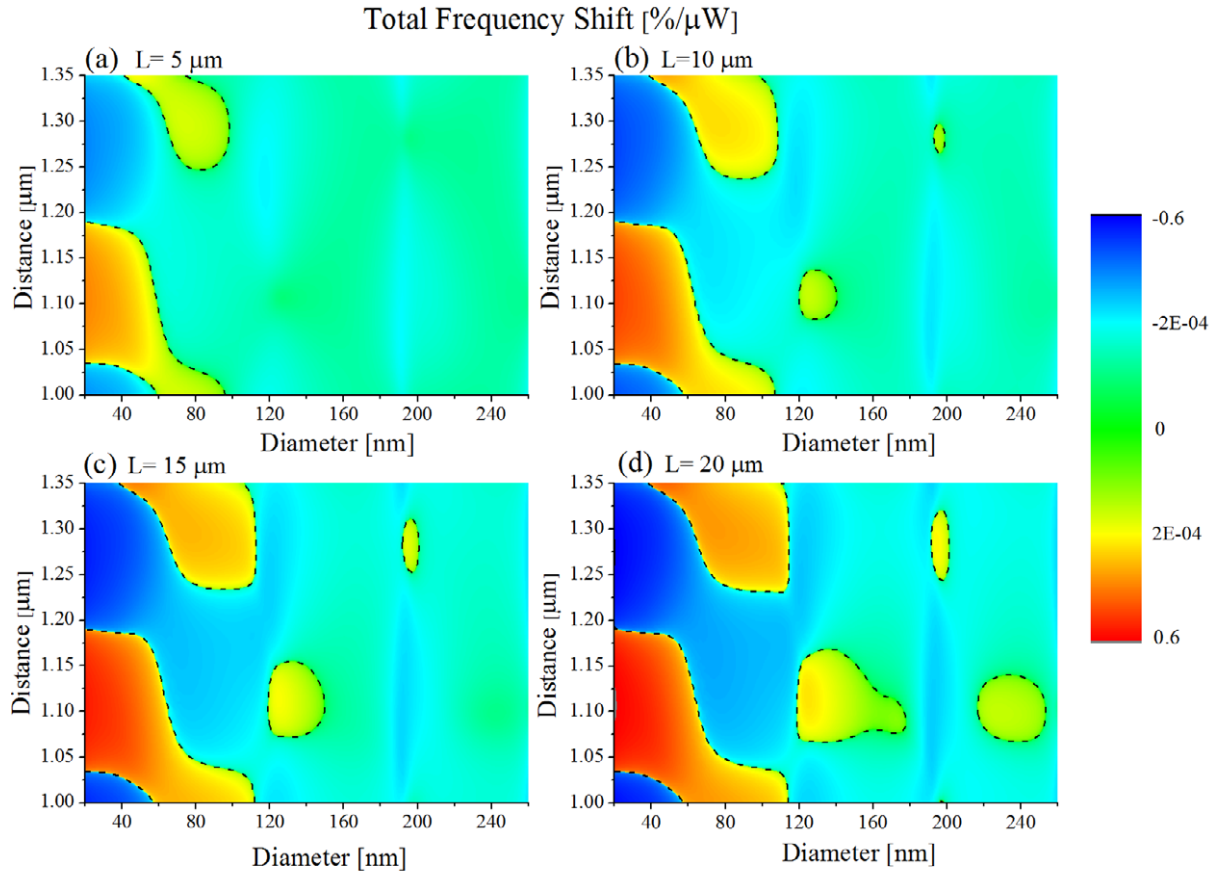 Total Frequency Shift [%/μW]
(a) L= 5 μm
(b) L=10 μm
1.35
1.30
1.25
1.20
1.15
1.10
1.05
1.00
Distance [μm]
40 80 120 160 200 240
Diameter [nm]
1.35
1.30
1.25
1.20
1.15
1.10
1.05
1.00
Distance [μm]
40 80 120 160 200 240
Diameter [nm]
(c) L= 15 μm
(d) L= 20 μm
1.35
1.30
1.25
1.20
1.15
1.10
1.05
1.00
Distance [μm]
40 80 120 160 200 240
Diameter [nm]
1.35
1.30
1.25
1.20
1.15
1.10
1.05
1.00
Distance [μm]
40 80 120 160 200 240
Diameter [nm]
-0.6
-2E-04
0
2E-04
0.6